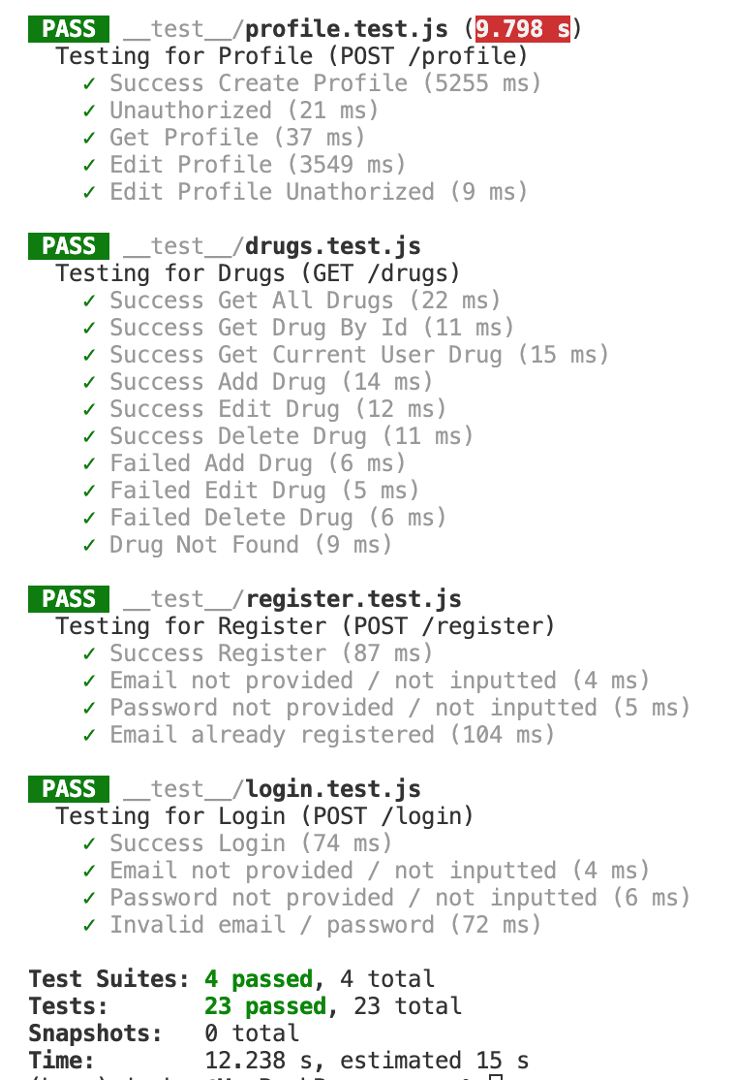 PASS __test__/profile.test.js (9.798 s)
Testing for Profile (POST /profile)
✓ Success Create Profile (5255 ms)
✓ Unauthorized (21 ms)
✓ Get Profile (37 ms)
✓ Edit Profile (3549 ms)
✓ Edit Profile Unathorized (9 ms)
PASS __test__/drugs.test.js
Testing for Drugs (GET /drugs)
✓ Success Get All Drugs (22 ms)
✓ Success Get Drug By Id (11 ms)
✓ Success Get Current User Drug (15 ms)
✓ Success Add Drug (14 ms)
✓ Success Edit Drug (12 ms)
✓ Success Delete Drug (11 ms)
✓ Failed Add Drug (6 ms)
✓ Failed Edit Drug (5 ms)
✓ Failed Delete Drug (6 ms)
✓ Drug Not Found (9 ms)
PASS __test__/register.test.js
Testing for Register (POST /register)
✓ Success Register (87 ms)
✓ Email not provided / not inputted (4 ms)
✓ Password not provided / not inputted (5 ms)
✓ Email already registered (104 ms)
PASS __test__/login.test.js
Testing for Login (POST /login)
✓ Success Login (74 ms)
✓ Email not provided / not inputted (4 ms)
✓ Password not provided / not inputted (6 ms)
✓ Invalid email / password (72 ms)
Test Suites: 4 passed, 4 total
Tests: 23 passed, 23 total
Snapshots: 0 total
Time: 12.238 s, estimated 15 s